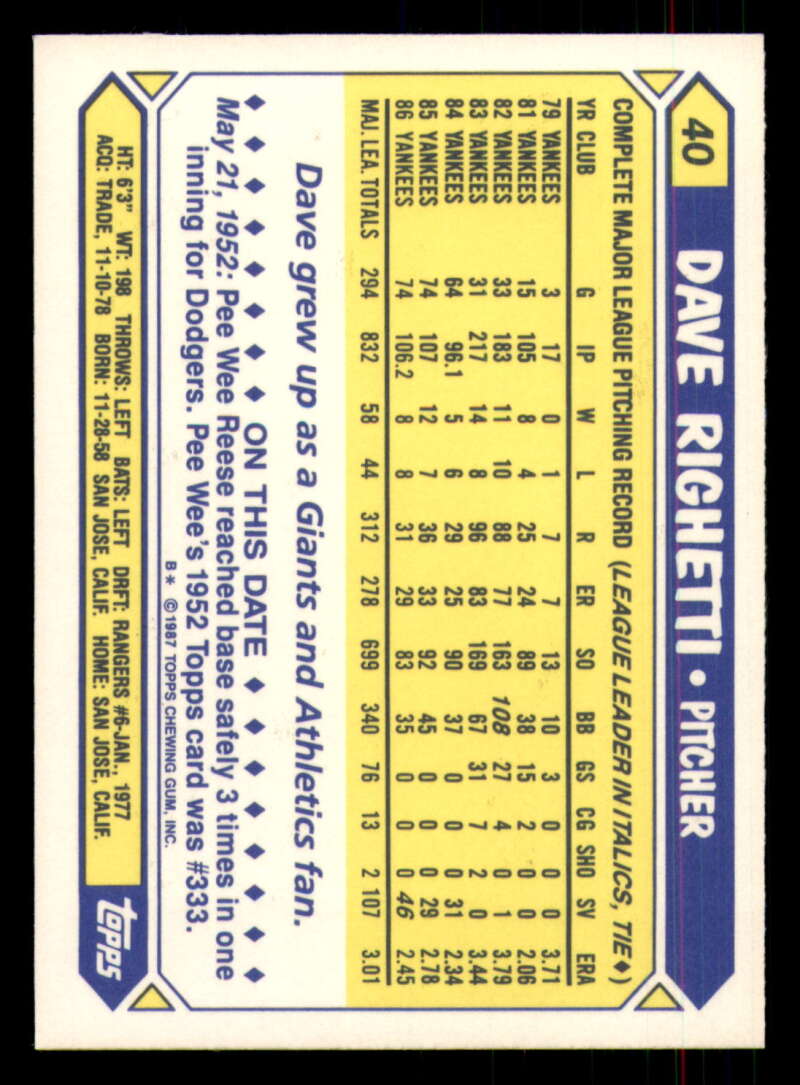 40 DAVE RIGHETTI • PITCHER
COMPLETE MAJOR LEAGUE PITCHING RECORD (LEAGUE LEADER IN ITALICS, TIE♦)
YR CLUB G IP W L R ER SO BB GS CG SHO SV ERA
79 YANKEES 3 17 0 1 7 7 13 10 3 0 0 0 3.71
81 YANKEES 15 105 8 4 25 24 89 38 15 2 0 0 2.06
82 YANKEES 33 183 11 10 88 77 163 108 27 4 0 1 3.79
83 YANKEES 31 217 14 8 96 83 169 67 31 7 2 0 3.44
84 YANKEES 64 96.1 5 6 29 25 90 37 0 0 0 31 2.34
85 YANKEES 74 107 12 7 36 33 92 45 0 0 0 29 2.78
86 YANKEES 74 106.2 8 8 31 29 83 35 0 0 0 46 2.45
MAJ. LEA. TOTALS 294 832 58 44 312 278 699 340 76 13 2 107 3.01
Dave grew up as a Giants and Athletics fan.
♦ ♦ ♦ ♦ ♦ ♦ ♦ ♦ ON THIS DATE ♦ ♦ ♦ ♦ ♦ ♦ ♦ ♦
May 21, 1952: Pee Wee Reese reached base safely 3 times in one
inning for Dodgers. Pee Wee's 1952 Topps card was #333.
B* ©1987 TOPPS CHEWING GUM, INC.
HT: 6'3" WT: 198 THROWS: LEFT BATS: LEFT DRFT: RANGERS #6-JAN., 1977
ACQ: TRADE, 11-10-78 BORN: 11-28-58 SAN JOSE, CALIF. HOME: SAN JOSE, CALIF.
topps